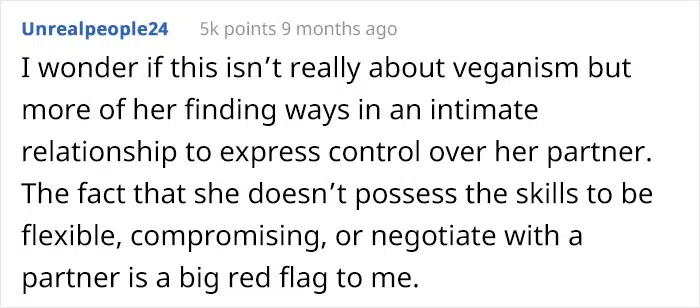 Unrealpeople24 5k points 9 months ago
I wonder if this isn’t really about veganism but
more of her finding ways in an intimate
relationship to express control over her partner.
The fact that she doesn’t possess the skills to be
flexible, compromising, or negotiate with a
partner is a big red flag to me.